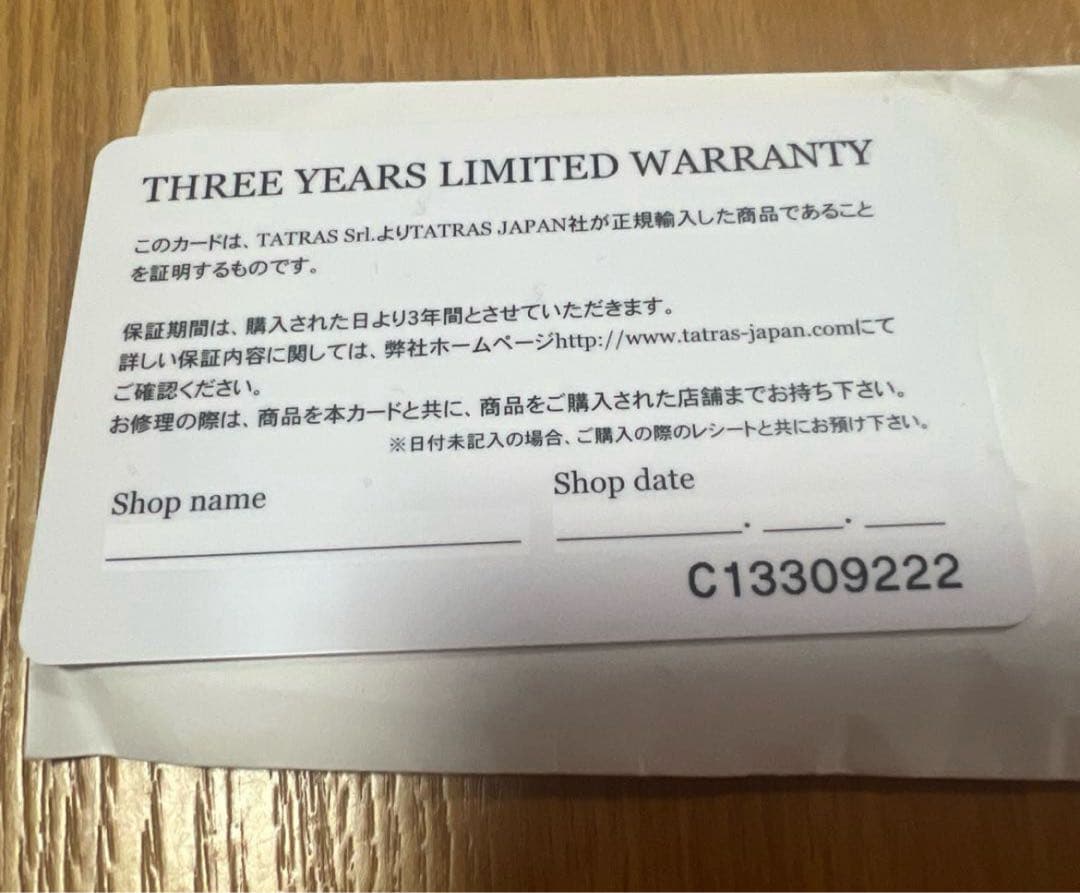 THREE YEARS LIMITED WARRANTY
このカードは、TATRAS Srl.よりTATRAS JAPAN社が正規輸入した商品であること
を証明するものです。
保証期間は、購入された日より3年間とさせていただきます。
詳しい保証内容に関しては、弊社ホームページhttp://www.tatras-japan.comにて
ご確認ください。
お修理の際は、商品を本カードと共に、商品をご購入された店舗までお持ち下さい。
※日付未記入の場合、ご購入の際のレシートと共にお預け下さい。
Shop name
Shop date
C13309222